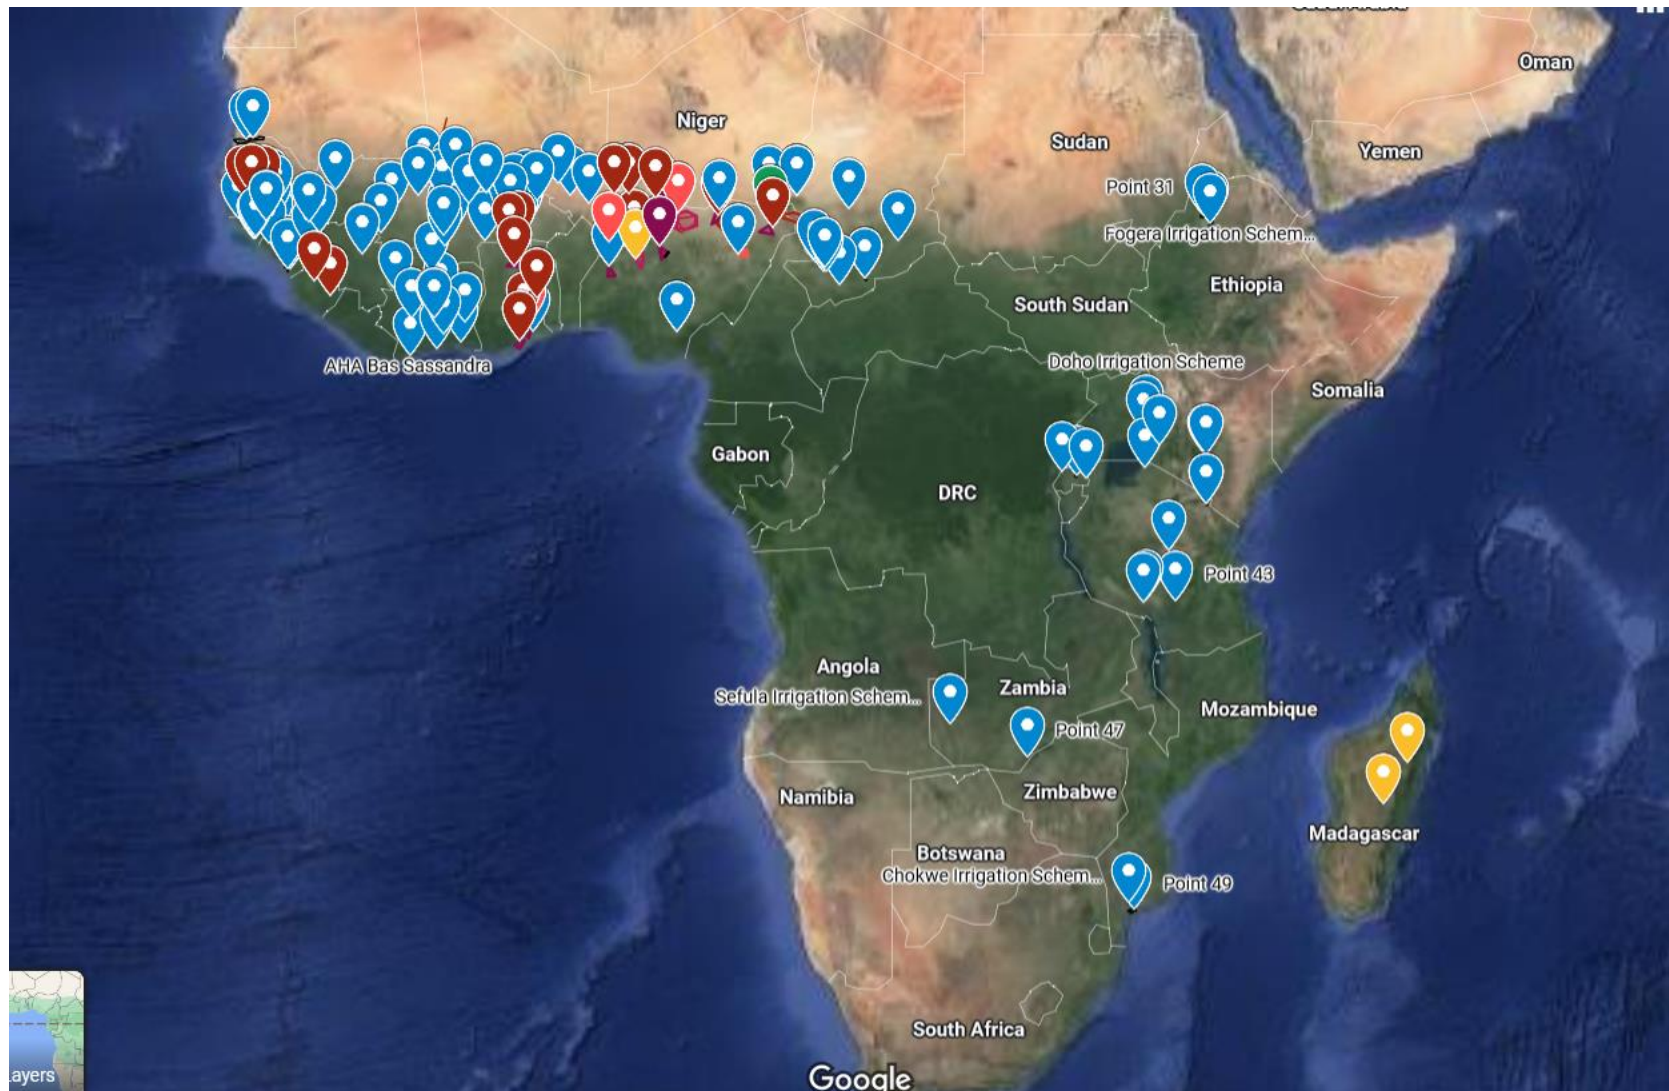 Oman
Niger
Sudan
Yemen
Point 31
Fogera Irrigation Schem...
Ethiopia
South Sudan
Doho Irrigation Scheme
AHA Bas Sassandra
Somalia
Gabon
DRC
Point 43
Angola
Zambia
Sefula Irrigation Schem...
Mozambique
Point 47
Zimbabwe
Namibia
Madagascar
Botswana
Chokwe Irrigation Schem...
Point 49
South Africa
ayers
Google